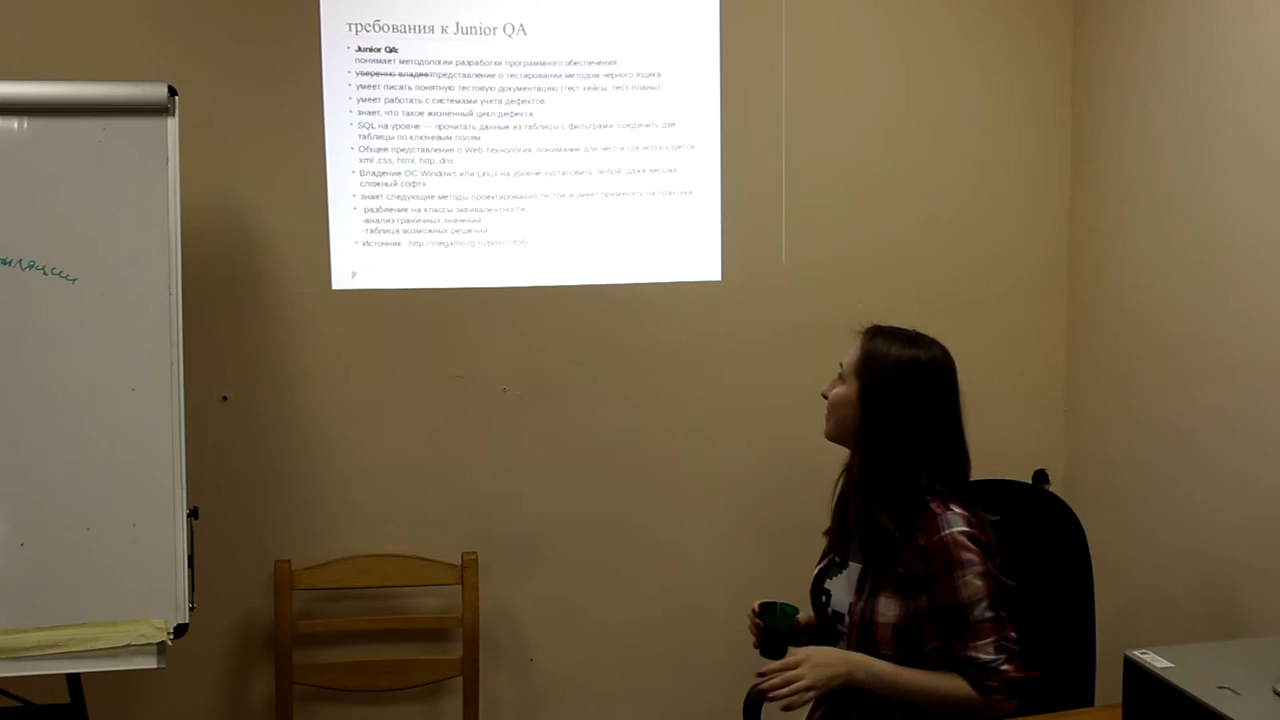 требования к Junior QA
Junior QA:
понимает методологии разработки программного обеспечения;
уверенно владеет представление о тестировании методом черного ящика
умеет писать понятную тестовую документацию (тест кейсы, тест планы)
умеет работать с системами учета дефектов
знает, что такое жизненный цикл дефекта
SQL на уровне — прочитать данные из таблицы с фильтрами, соединить две
таблицы по ключевым полям
Общее представление о Web технология, понимание для чего и где используется
xml ,css, html, http, dns
Владение ОС Windows или Linux на уровне «установить любой, даже весьма
сложный софт»
знает следующие методы проектирования тестов и умеет применять на практике
-разбиение на классы эквивалентности
-анализ граничных значений
-таблица возможных решений
Источник